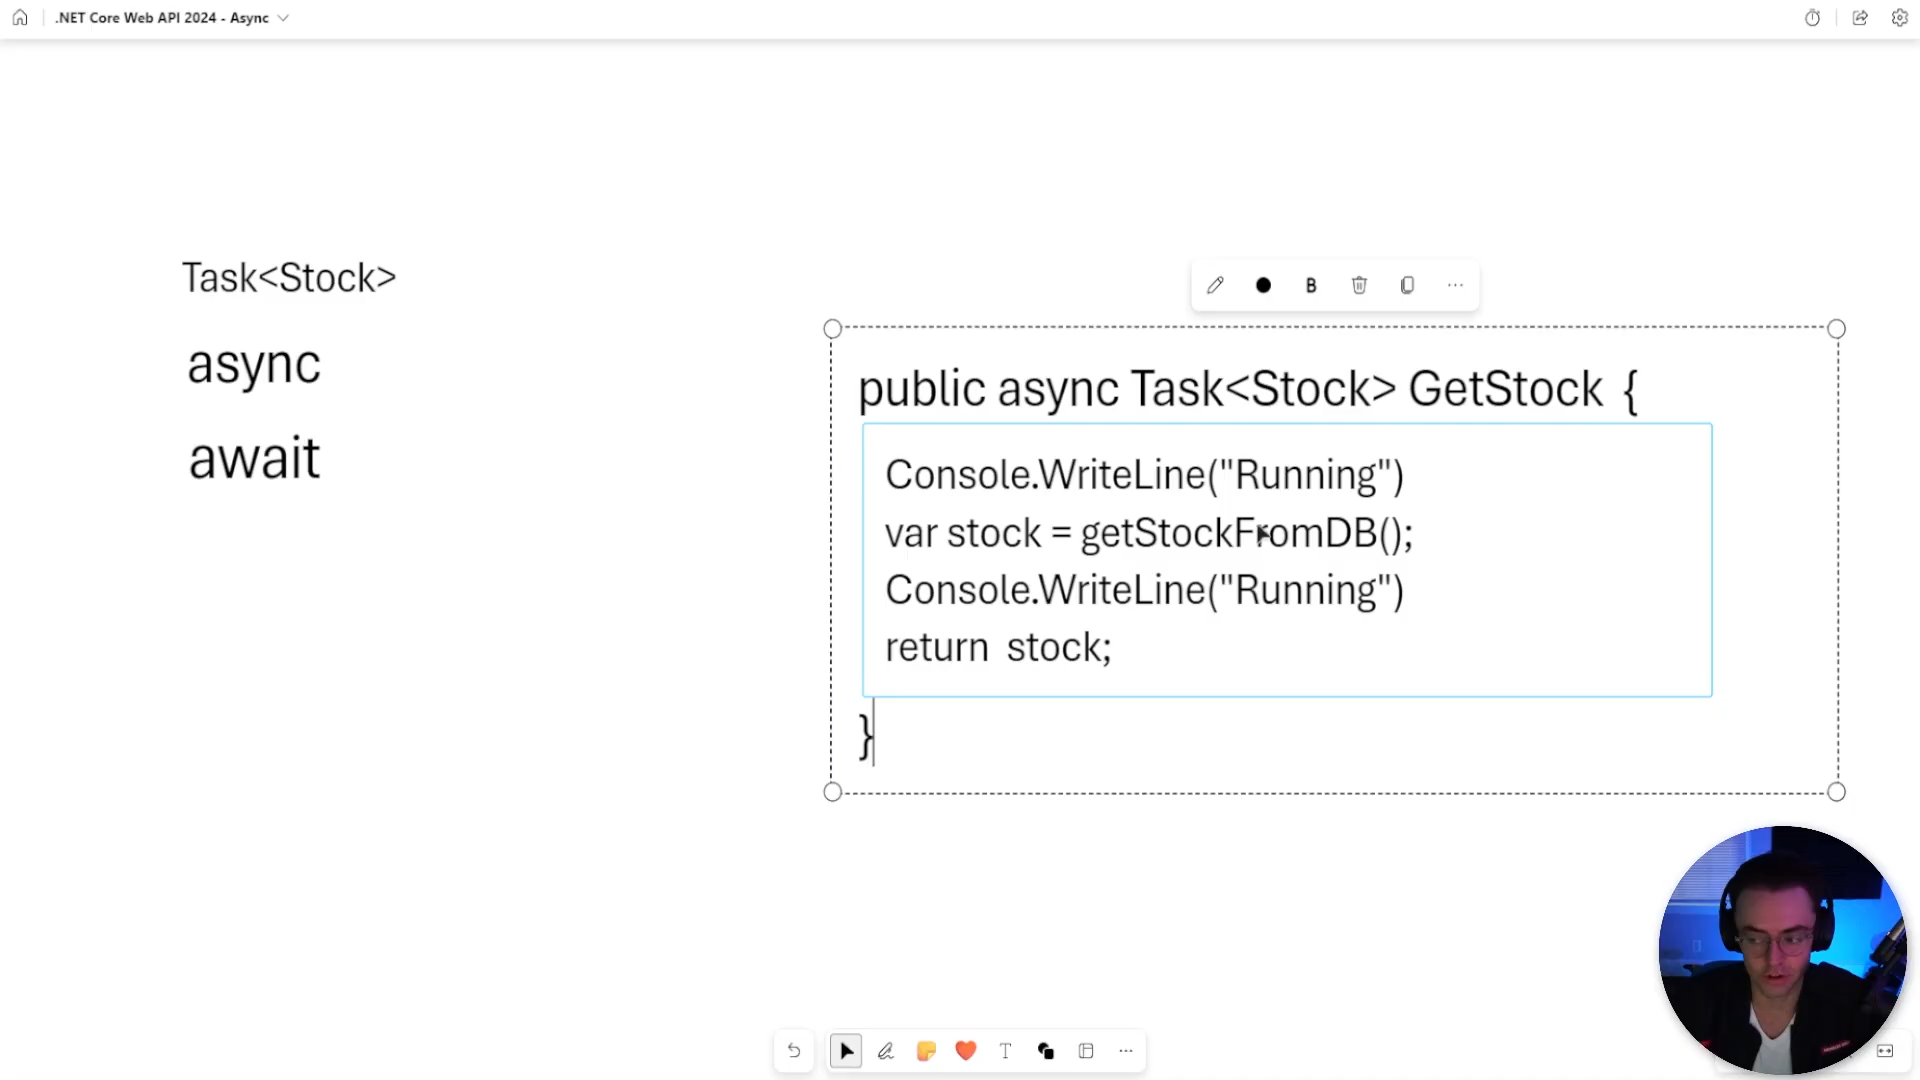 .NET Core Web API 2024 - Async
Task<Stock>
async
await
B
public async Task<Stock> GetStock {
Console.WriteLine("Running")
var stock = getStockFromDB();
Console.WriteLine("Running")
return stock;
}
T